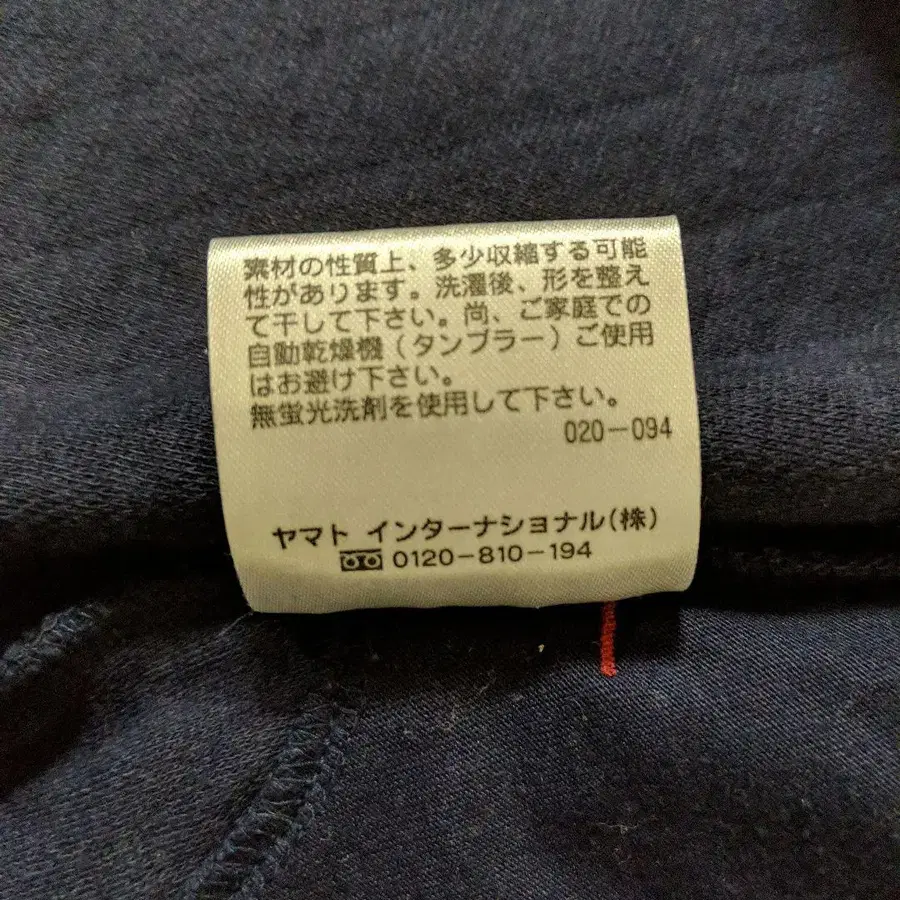 素材の性質上、多少収縮する可能
性があります。洗濯後、形を整え
て干して下さい。尚、ご家庭での
自動乾燥機(タンブラー)ご使用
はお避け下さい。
無蛍光洗剤を使用して下さい。
020-094
ヤマト インターナショナル(株)
0120-810-194